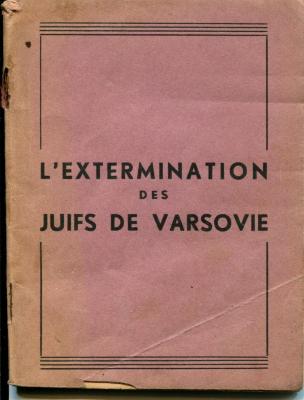 L'EXTERMINATION
DES
JUIFS DE VARSOVIE